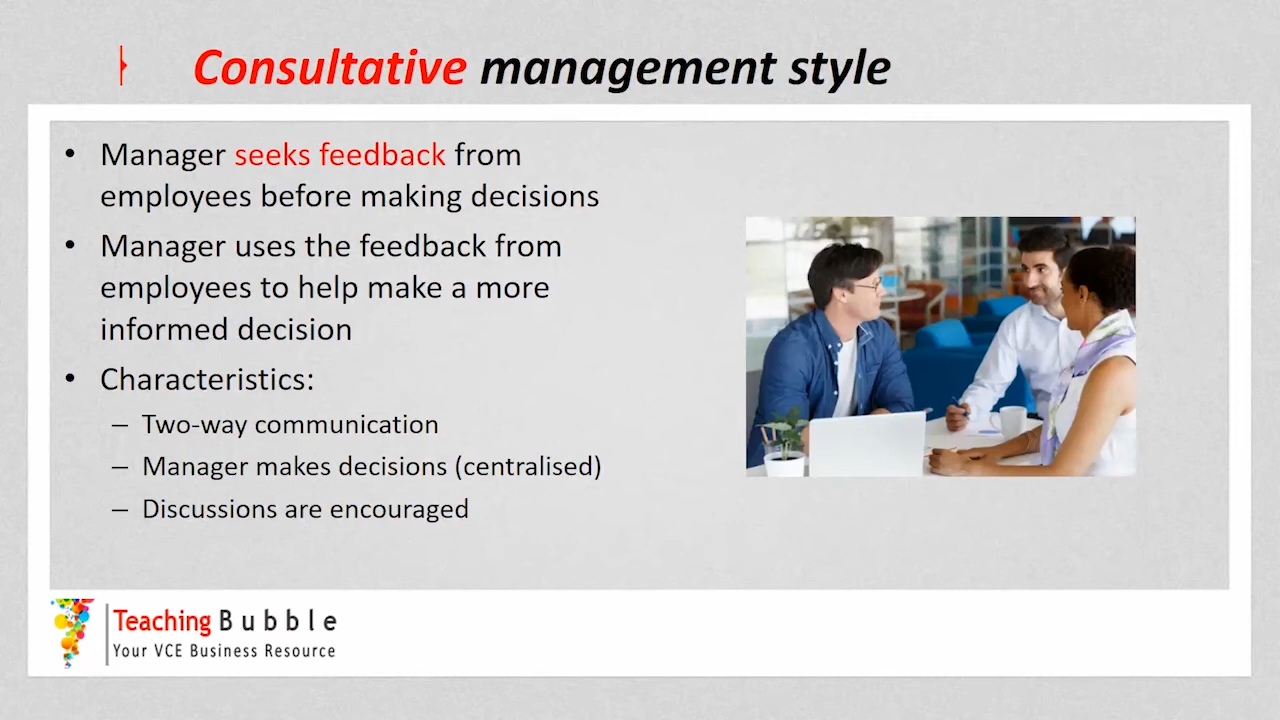 Consultative management style
• Manager seeks feedback from
employees before making decisions
• Manager uses the feedback from
employees to help make a more
informed decision
• Characteristics:
– Two-way communication
– Manager makes decisions (centralised)
– Discussions are encouraged
Teaching Bubble
Your VCE Business Resource